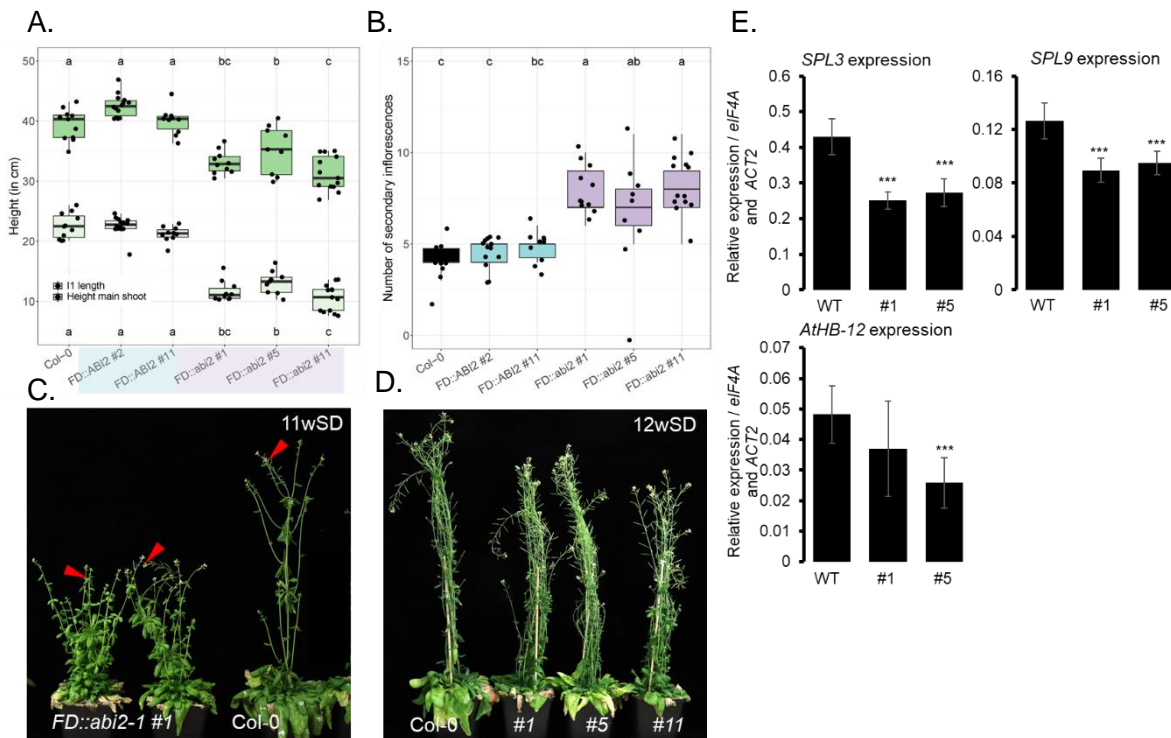 A.
50
40
30
20
10
Height (in cm)
a a a bc b c
I1 length
Height main shoot
a a a bc b c
Col-0
FD::ABI2 #2
FD::ABI2 #11
FD::abi2 #1
FD::abi2 #5
FD::abi2 #11
B.
15
10
5
0
Number of secondary inflorescences
c c bc a ab a
Col-0
FD::ABI2 #2
FD::ABI2 #11
FD::abi2 #1
FD::abi2 #5
FD::abi2 #11
C.
11wSD
FD::abi2-1 #1 Col-0
D.
12wSD
Col-0 #1 #5 #11
E.
SPL3 expression
Relative expression / eIF4A
and ACT2
0.6
0.5
0.4
0.3
0.2
0.1
0
*** ***
WT #1 #5
SPL9 expression
0.16
0.12
0.08
0.04
0
*** ***
WT #1 #5
AtHB-12 expression
Relative expression / eIF4A
and ACT2
0.07
0.06
0.05
0.04
0.03
0.02
0.01
0
***
WT #1 #5